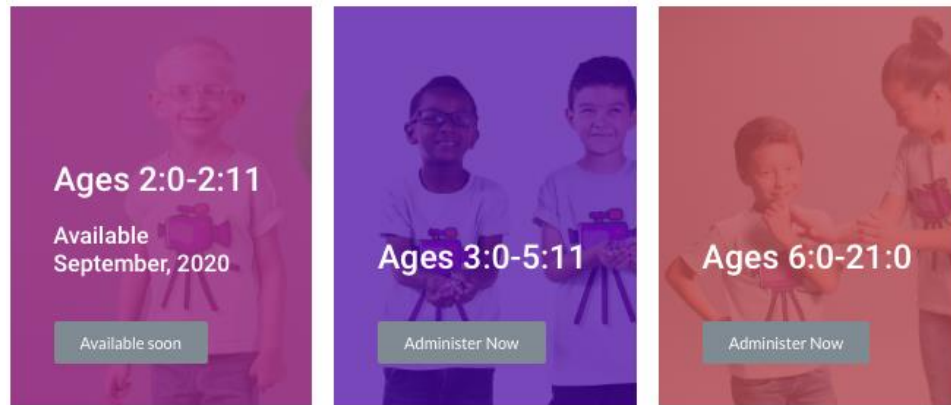 Ages 2:0-2:11
Available
September, 2020
Available soon
Ages 3:0-5:11
Administer Now
Ages 6:0-21:0
Administer Now